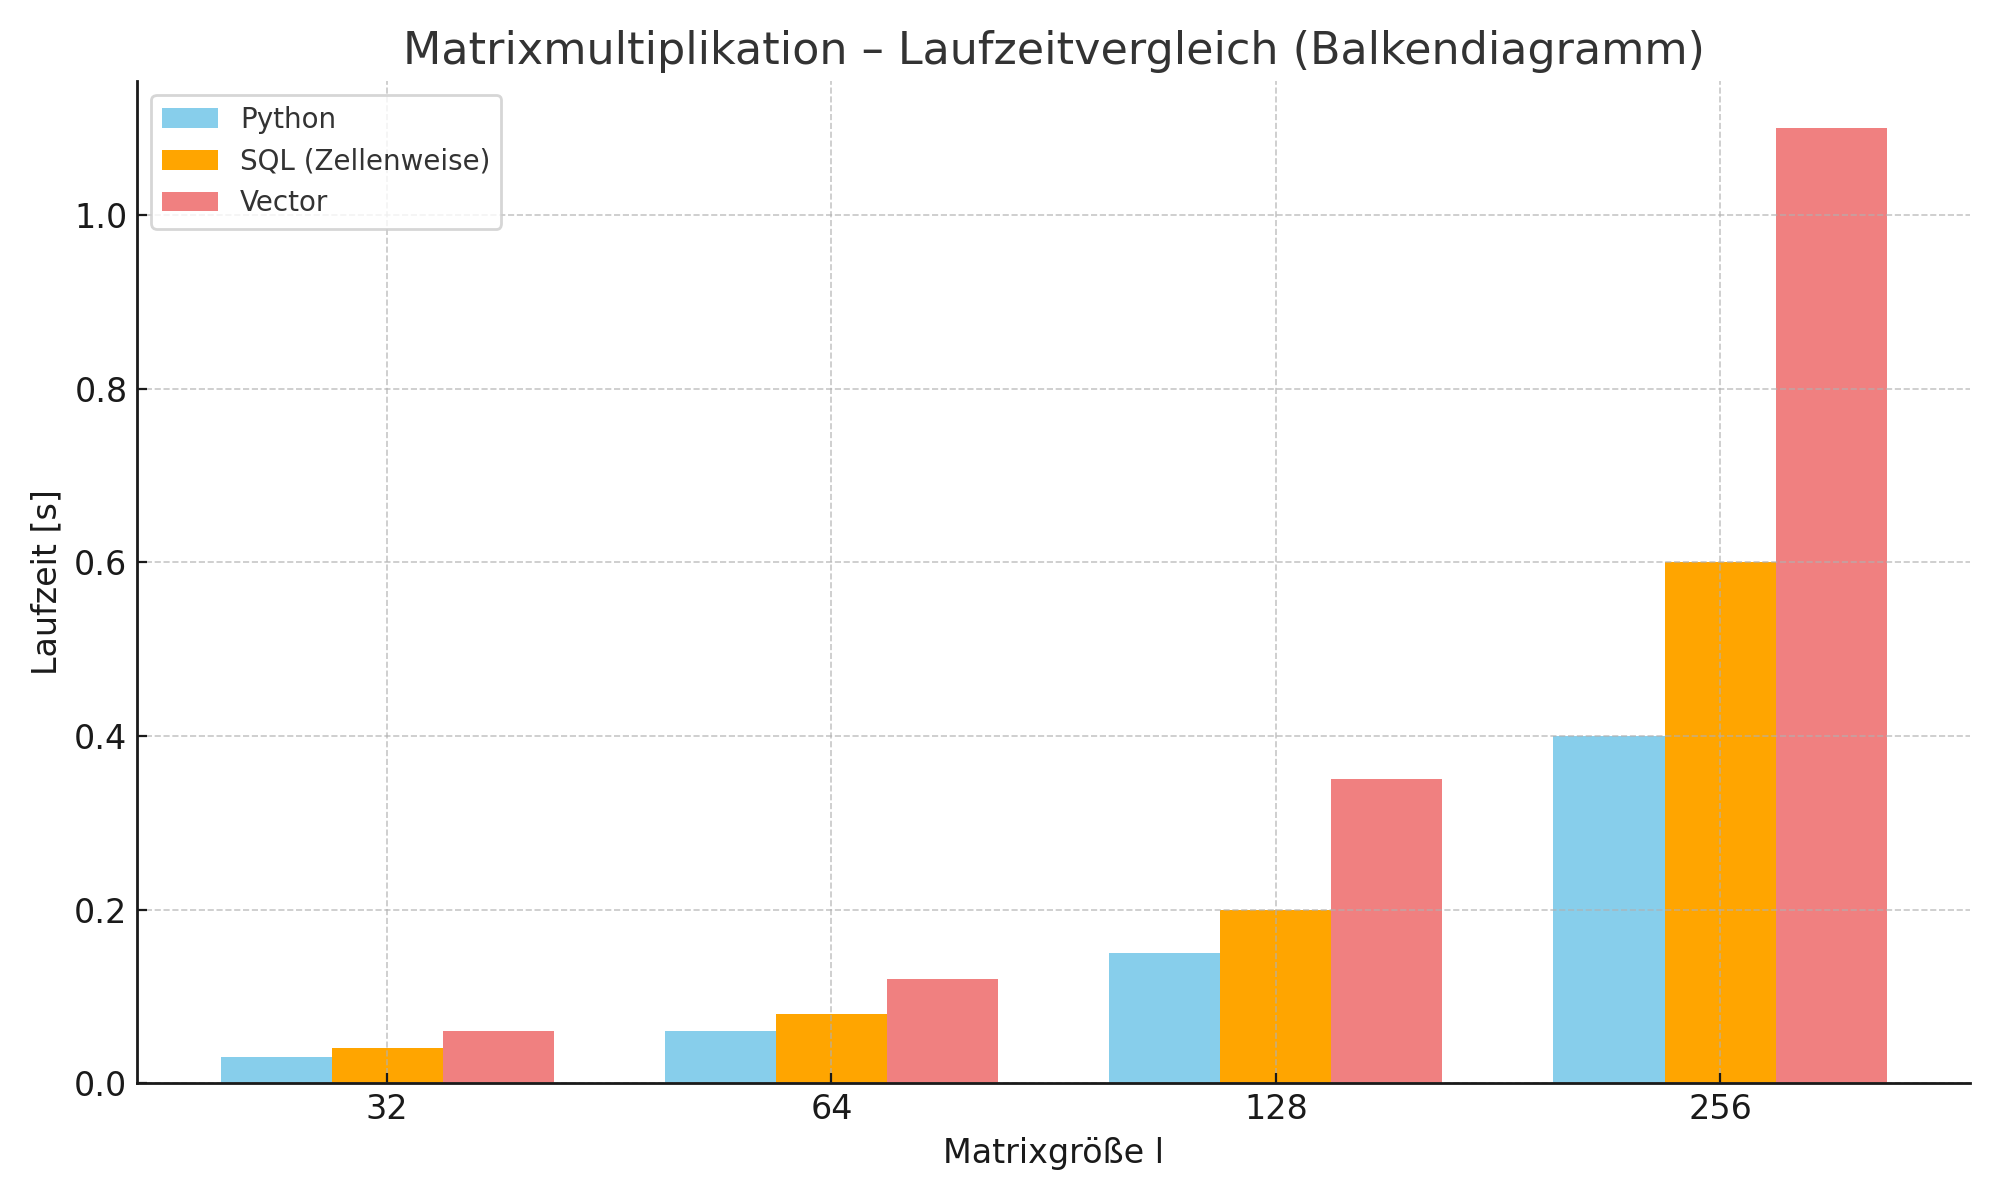 Matrixmultiplikation – Laufzeitvergleich (Balkendiagramm)
Python
SQL (Zellenweise)
Vector
1.0
0.8
0.6
0.4
0.2
0.0
Laufzeit [s]
32 64 128 256
Matrixgröße l